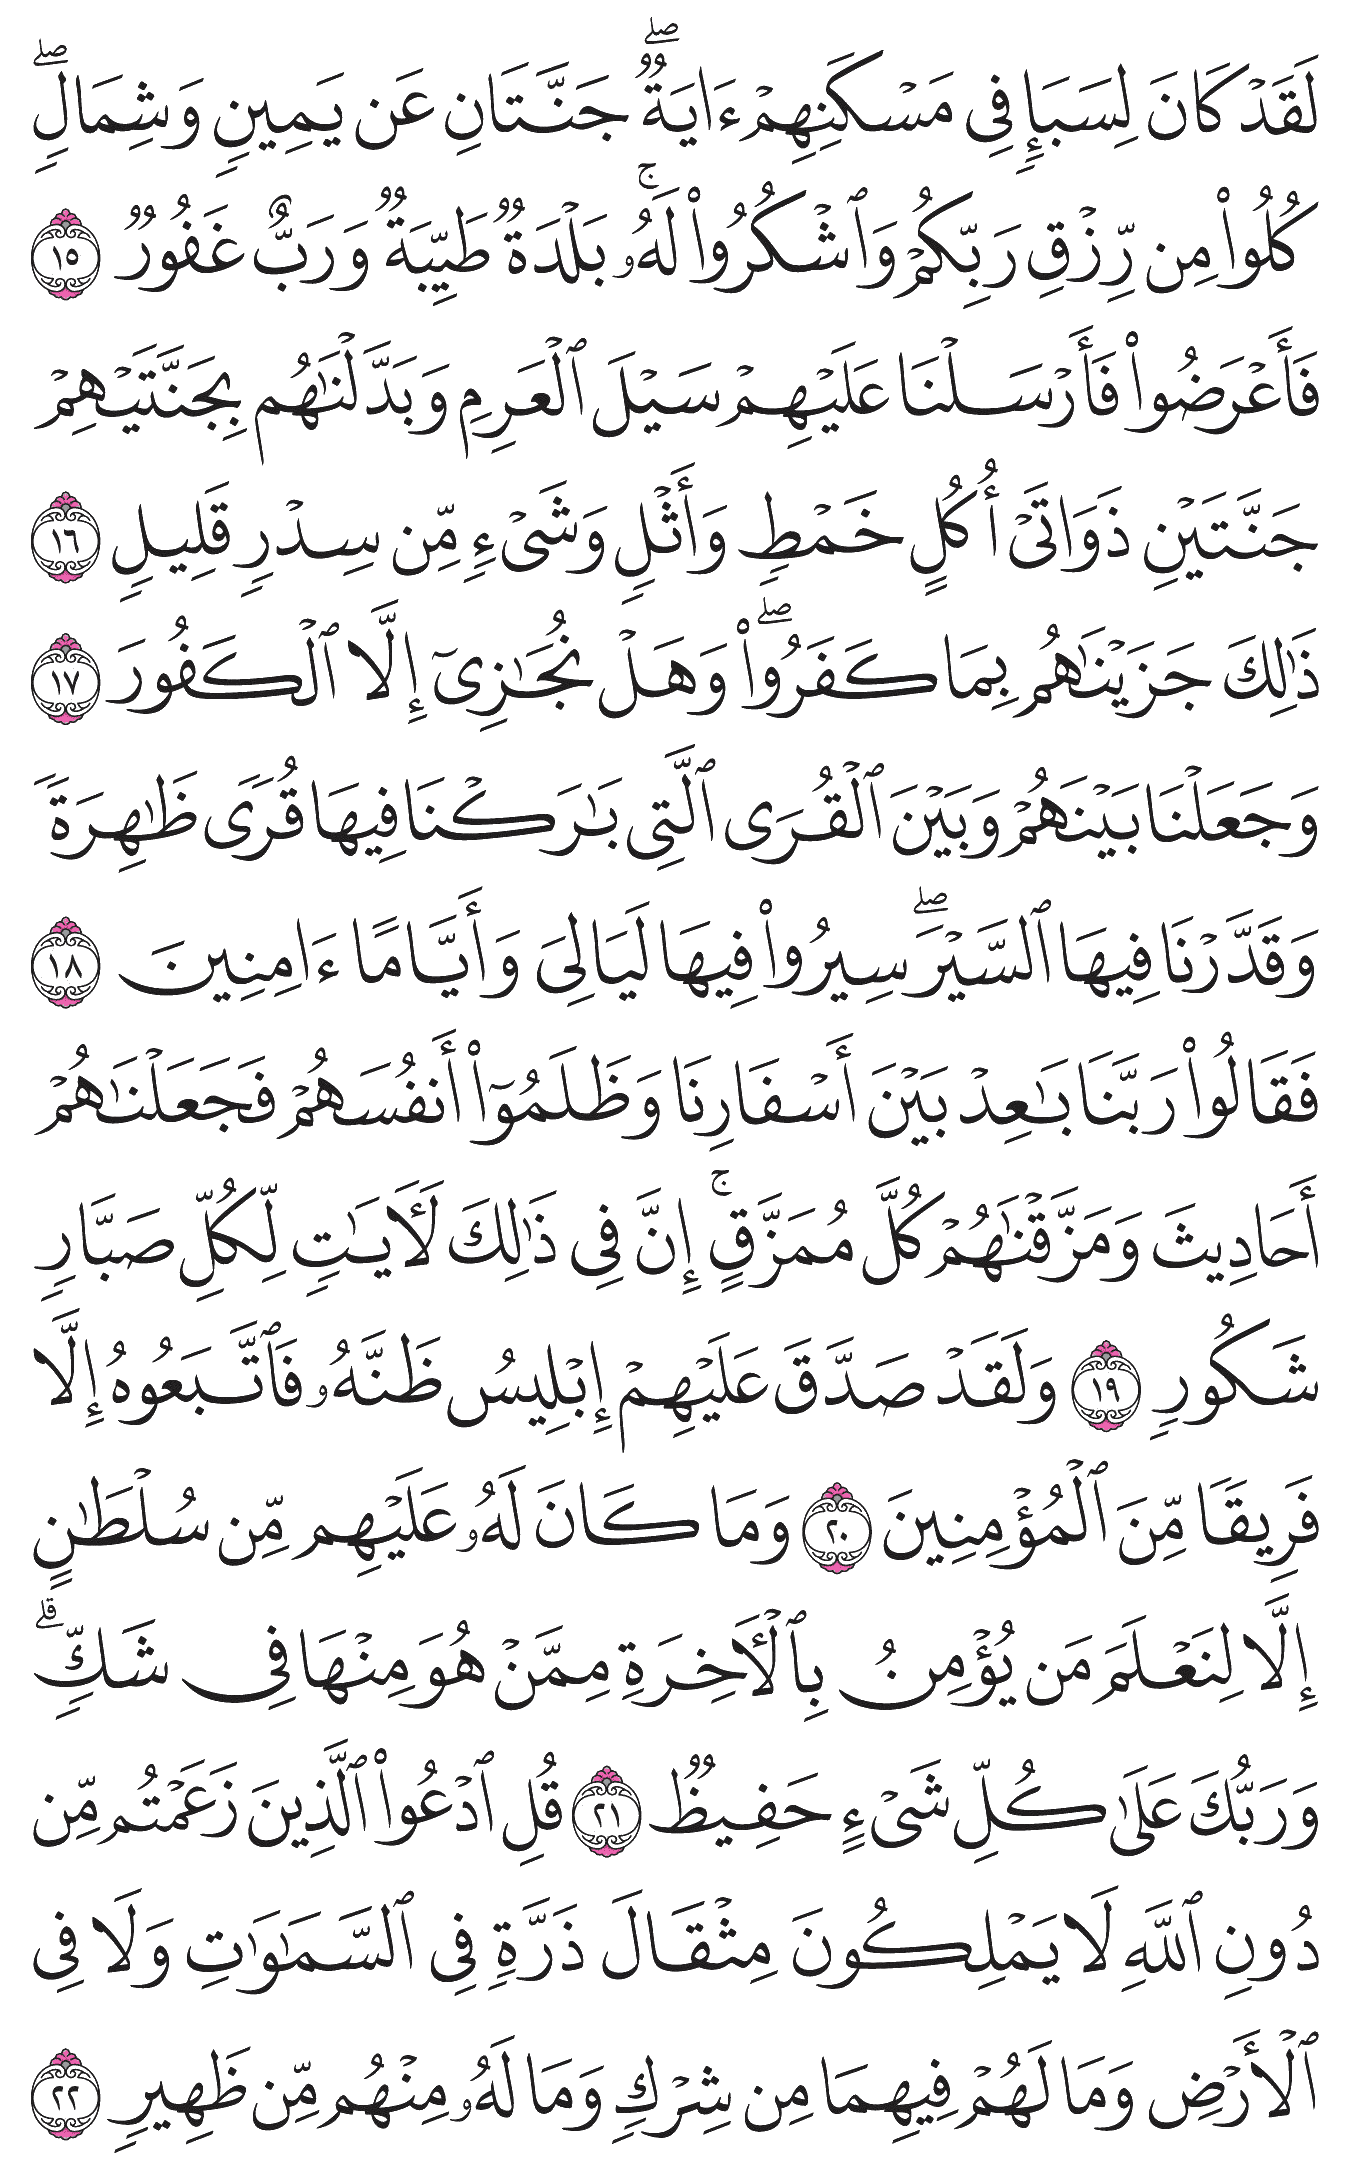 لَقَدۡ كَانَ لِسَبَإٖ فِي مَسۡكَنِهِمۡ ءَايَةٞۖ جَنَّتَانِ عَن يَمِينٖ وَشِمَالٖۖ
كُلُواْ مِن رِّزۡقِ رَبِّكُمۡ وَٱشۡكُرُواْ لَهُۥۚ بَلۡدَةٞ طَيِّبَةٞ وَرَبٌّ غَفُورٞ ١٥
فَأَعۡرَضُواْ فَأَرۡسَلۡنَا عَلَيۡهِمۡ سَيۡلَ ٱلۡعَرِمِ وَبَدَّلۡنَٰهُم بِجَنَّتَيۡهِمۡ
جَنَّتَيۡنِ ذَوَاتَيۡ أُكُلٍ خَمۡطٖ وَأَثۡلٖ وَشَيۡءٖ مِّن سِدۡرٖ قَلِيلٖ ١٦
ذَٰلِكَ جَزَيۡنَٰهُم بِمَا كَفَرُواْۖ وَهَلۡ نُجَٰزِيٓ إِلَّا ٱلۡكَفُورَ ١٧
وَجَعَلۡنَا بَيۡنَهُمۡ وَبَيۡنَ ٱلۡقُرَى ٱلَّتِي بَٰرَكۡنَا فِيهَا قُرٗى ظَٰهِرَةٗ
وَقَدَّرۡنَا فِيهَا ٱلسَّيۡرَۖ سِيرُواْ فِيهَا لَيَالِيَ وَأَيَّامًا ءَامِنِينَ ١٨
فَقَالُواْ رَبَّنَا بَٰعِدۡ بَيۡنَ أَسۡفَارِنَا وَظَلَمُوٓاْ أَنفُسَهُمۡ فَجَعَلۡنَٰهُمۡ
أَحَادِيثَ وَمَزَّقۡنَٰهُمۡ كُلَّ مُمَزَّقٍۚ إِنَّ فِي ذَٰلِكَ لَأٓيَٰتٖ لِّكُلِّ صَبَّارٖ
شَكُورٖ ١٩ وَلَقَدۡ صَدَّقَ عَلَيۡهِمۡ إِبۡلِيسُ ظَنَّهُۥ فَٱتَّبَعُوهُ إِلَّا
فَرِيقٗا مِّنَ ٱلۡمُؤۡمِنِينَ ٢٠ وَمَا كَانَ لَهُۥ عَلَيۡهِم مِّن سُلۡطَٰنٍ
إِلَّا لِنَعۡلَمَ مَن يُؤۡمِنُ بِٱلۡأٓخِرَةِ مِمَّنۡ هُوَ مِنۡهَا فِي شَكّٖۗ
وَرَبُّكَ عَلَىٰ كُلِّ شَيۡءٍ حَفِيظٞ ٢١ قُلِ ٱدۡعُواْ ٱلَّذِينَ زَعَمۡتُم مِّن
دُونِ ٱللَّهِ لَا يَمۡلِكُونَ مِثۡقَالَ ذَرَّةٖ فِي ٱلسَّمَٰوَٰتِ وَلَا فِي
ٱلۡأَرۡضِ وَمَا لَهُمۡ فِيهِمَا مِن شِرۡكٖ وَمَا لَهُۥ مِنۡهُم مِّن ظَهِيرٖ ٢٢